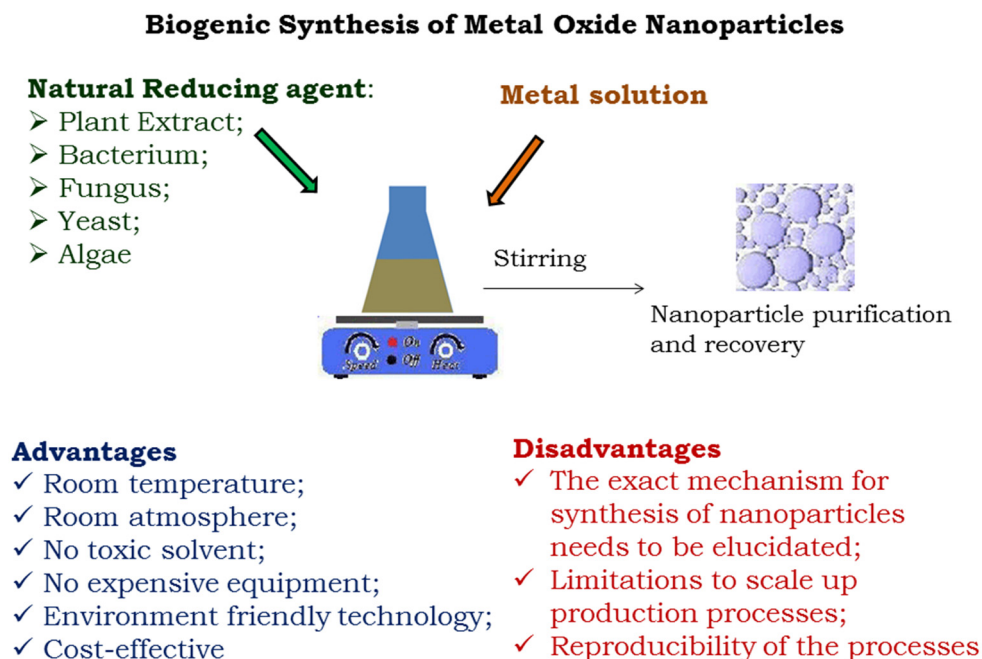 Biogenic Synthesis of Metal Oxide Nanoparticles
Natural Reducing agent:
➢ Plant Extract;
➢ Bacterium;
➢ Fungus;
➢ Yeast;
➢ Algae
Metal solution
Stirring
Nanoparticle purification
and recovery
On
Off
Speed
Heat
Advantages
✓ Room temperature;
✓ Room atmosphere;
✓ No toxic solvent;
✓ No expensive equipment;
✓ Environment friendly technology;
✓ Cost-effective
Disadvantages
✓ The exact mechanism for
synthesis of nanoparticles
needs to be elucidated;
✓ Limitations to scale up
production processes;
✓ Reproducibility of the processes